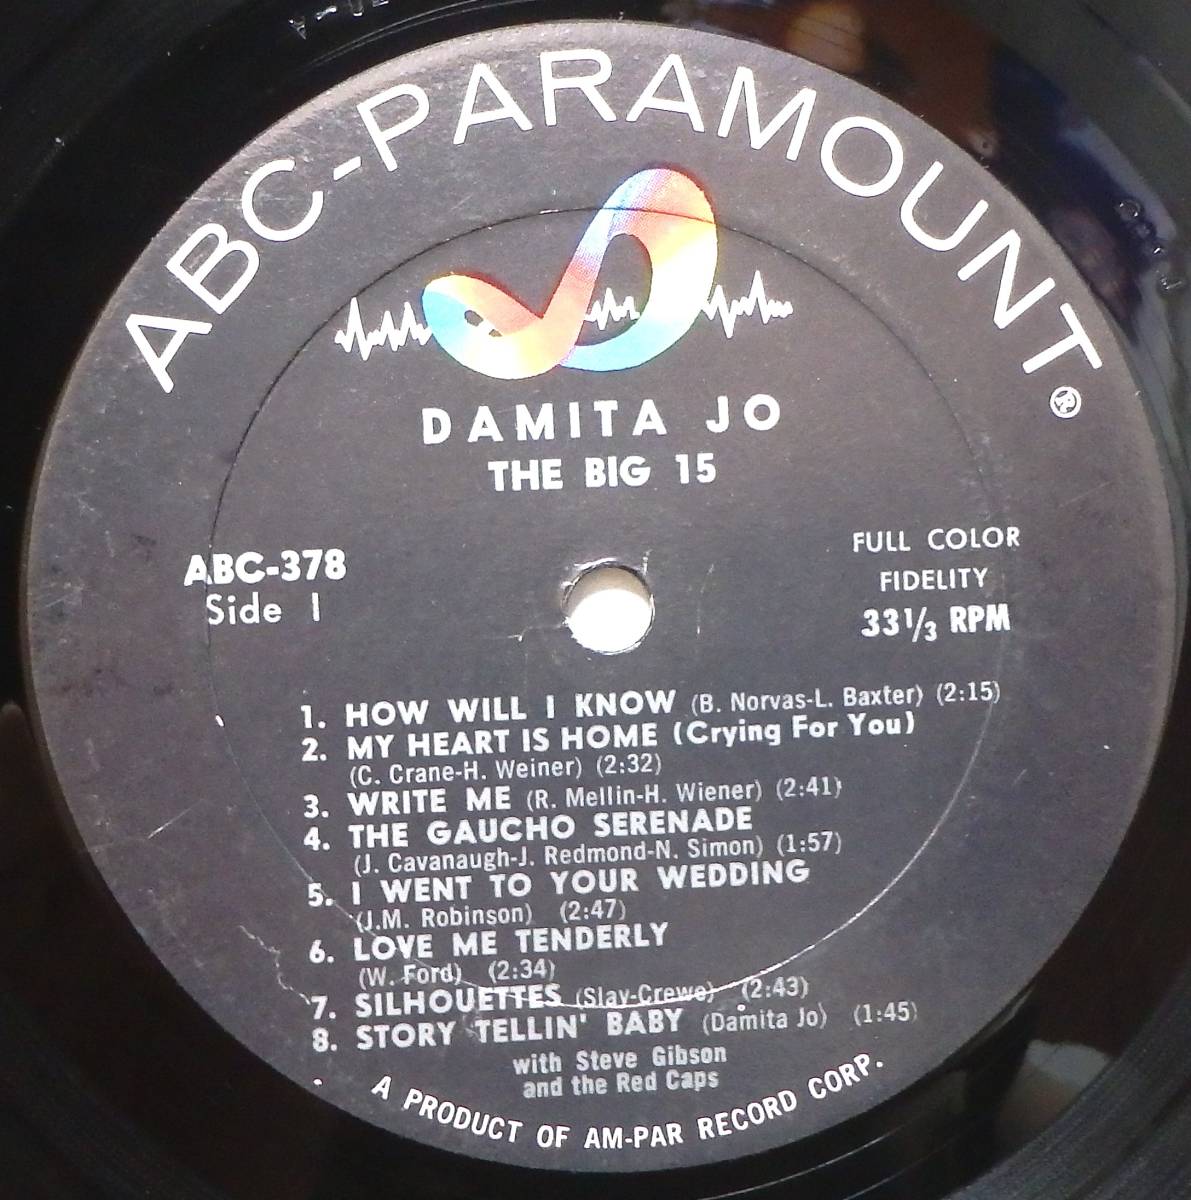 ABC-PARAMOUNT®
DAMITA JO
THE BIG 15
ABC-378
Side 1
FULL COLOR
FIDELITY
33 1/3 RPM
1. HOW WILL I KNOW (B. Norvas-L. Baxter) (2:15)
2. MY HEART IS HOME (Crying For You)
(C. Crane-H. Weiner) (2:32)
3. WRITE ME (R. Mellin-H. Wiener) (2:41)
4. THE GAUCHO SERENADE
(J. Cavanaugh-J. Redmond-N. Simon) (1:57)
5. I WENT TO YOUR WEDDING
(J.M. Robinson) (2:47)
6. LOVE ME TENDERLY
(W. Ford) (2:34)
7. SILHOUETTES (Slay-Crewe) (2:43)
8. STORY TELLIN' BABY (Damita Jo) (1:45)
with Steve Gibson
and the Red Caps
A PRODUCT OF AM-PAR RECORD CORP.